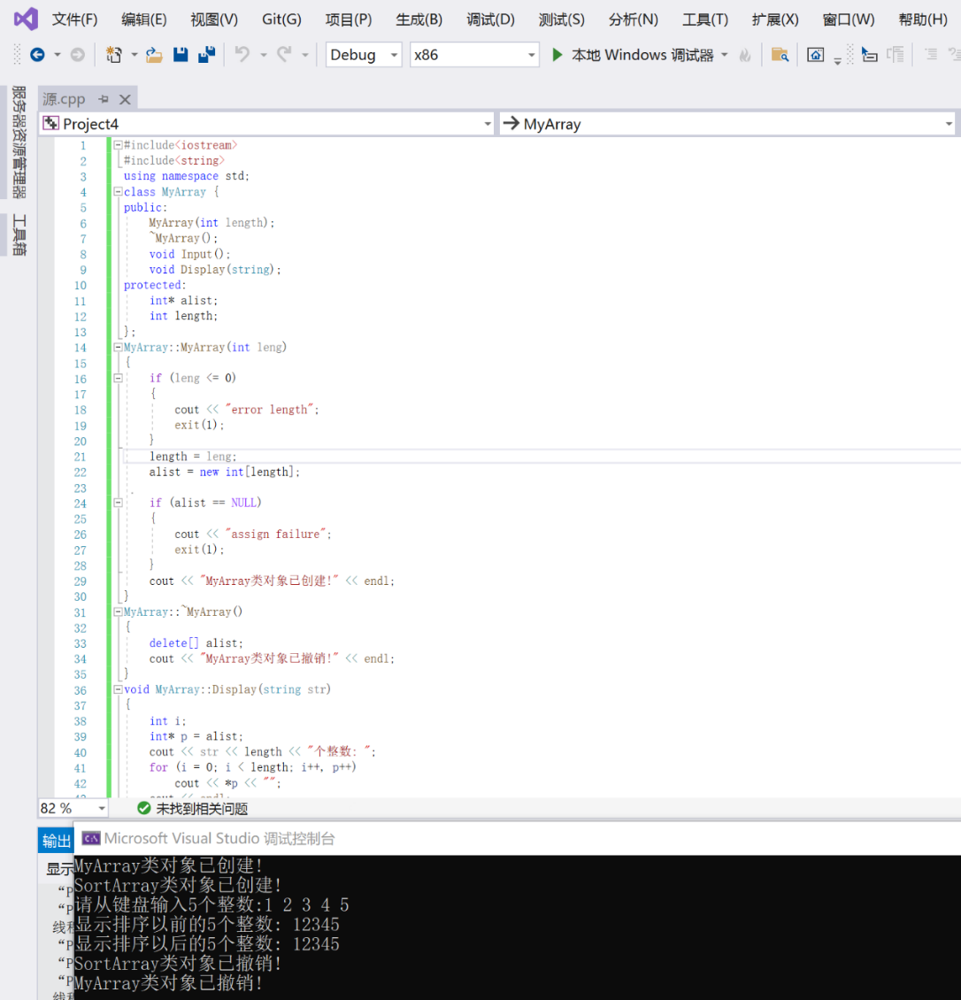 文件(F) 编辑(E) 视图(V) Git(G) 项目(P) 生成(B) 调试(D) 测试(S) 分析(N) 工具(T) 扩展(X) 窗口(W) 帮助(H)
Debug x86 本地 Windows 调试器
服务器资源管理器
工具箱
源.cpp
Project4 MyArray
1 #include<iostream>
2 #include<string>
3 using namespace std;
4 class MyArray {
5 public:
6 MyArray(int length);
7 ~MyArray();
8 void Input();
9 void Display(string);
10 protected:
11 int* alist;
12 int length;
13 };
14 MyArray::MyArray(int leng)
15 {
16 if (leng <= 0)
17 {
18 cout << "error length";
19 exit(1);
20 }
21 length = leng;
22 alist = new int[length];
23
24 if (alist == NULL)
25 {
26 cout << "assign failure";
27 exit(1);
28 }
29 cout << "MyArray类对象已创建!" << endl;
30 }
31 MyArray::~MyArray()
32 {
33 delete[] alist;
34 cout << "MyArray类对象已撤销!" << endl;
35 }
36 void MyArray::Display(string str)
37 {
38 int i;
39 int* p = alist;
40 cout << str << length << "个整数: ";
41 for (i = 0; i < length; i++, p++)
42 cout << *p << "";
82 % 未找到相关问题
输出
显示
Microsoft Visual Studio 调试控制台
MyArray类对象已创建!
SortArray类对象已创建!
请从键盘输入5个整数:1 2 3 4 5
显示排序以前的5个整数: 12345
显示排序以后的5个整数: 12345
SortArray类对象已撤销!
MyArray类对象已撤销!